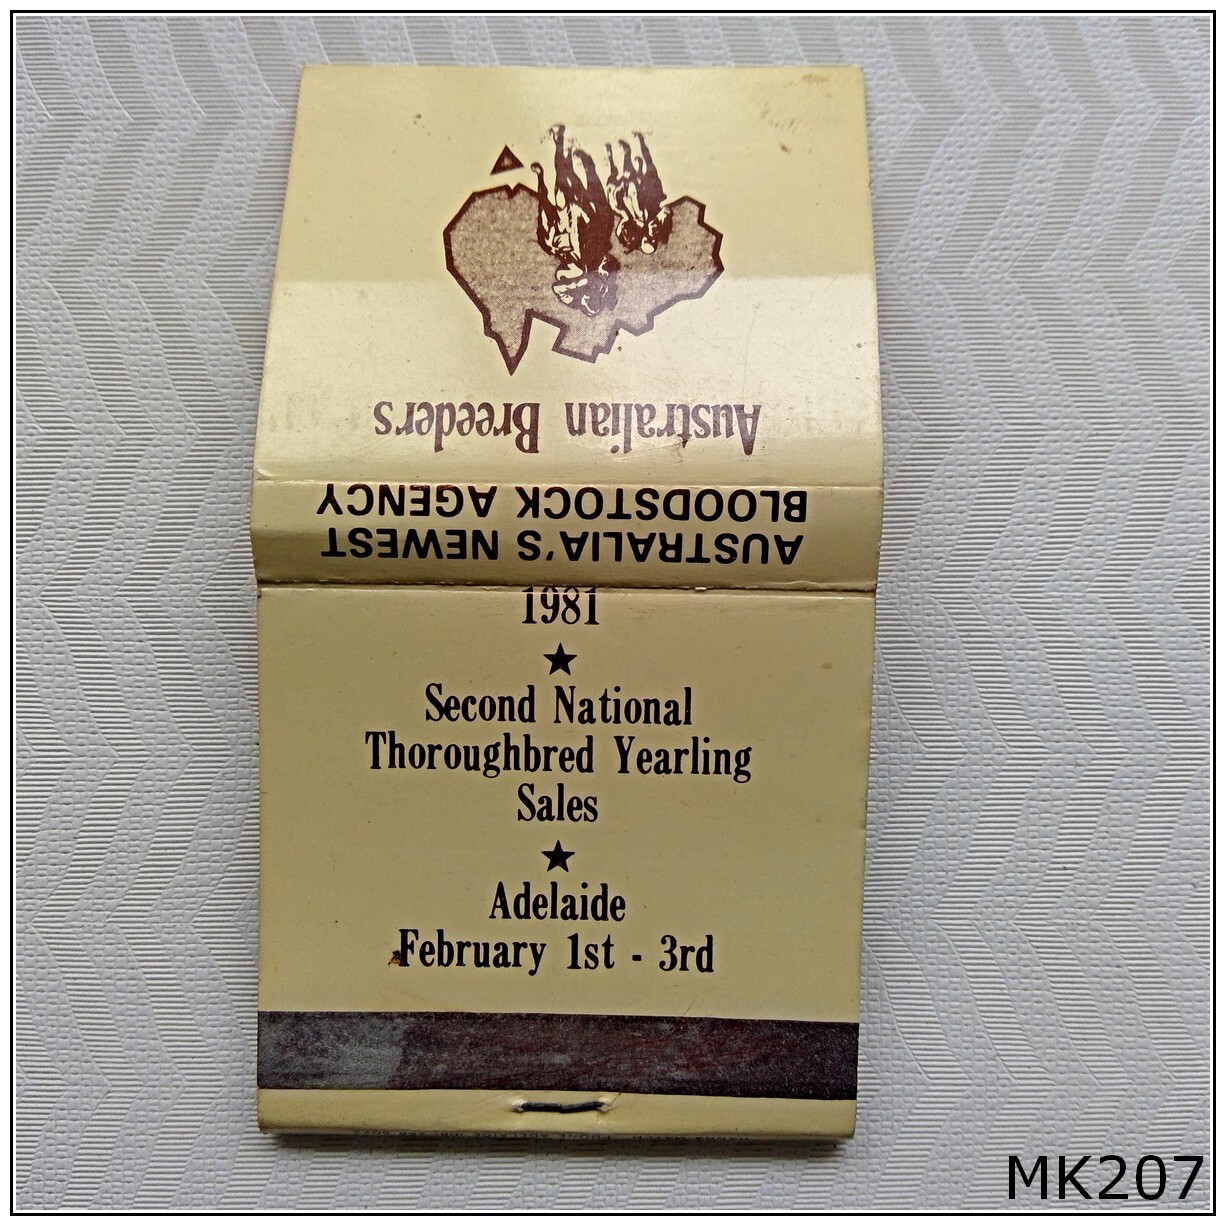 Australian Breeders
AUSTRALIA'S NEWEST
BLOODSTOCK AGENCY
1981
★
Second National
Thoroughbred Yearling
Sales
★
Adelaide
February 1st - 3rd
MK207